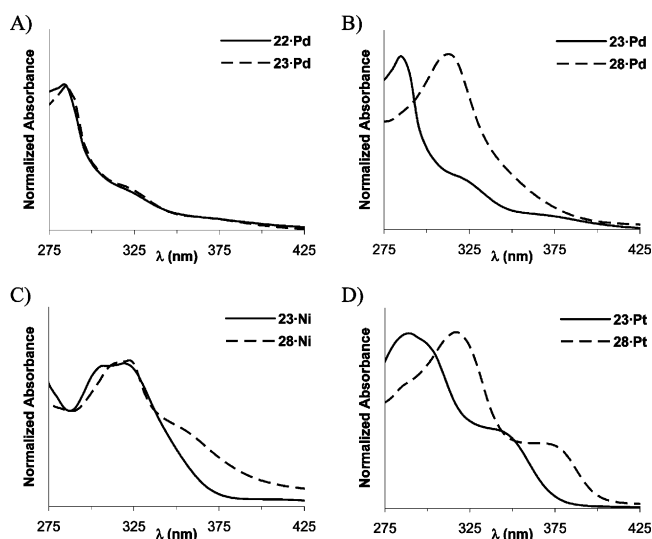 A)
22·Pd
23·Pd
Normalized Absorbance
275 325 375 425
λ (nm)
B)
23·Pd
28·Pd
Normalized Absorbance
275 325 375 425
λ (nm)
C)
23·Ni
28·Ni
Normalized Absorbance
275 325 375 425
λ (nm)
D)
23·Pt
28·Pt
Normalized Absorbance
275 325 375 425
λ (nm)